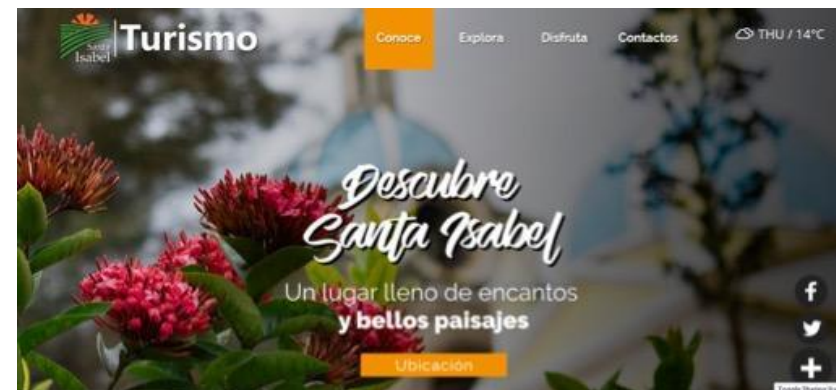 Santa
Isabel
Turismo
Conoce
Explora
Disfruta
Contactos
THU / 14°C
Descubre
Santa Isabel
Un lugar lleno de encantos
y bellos paisajes
Ubicación